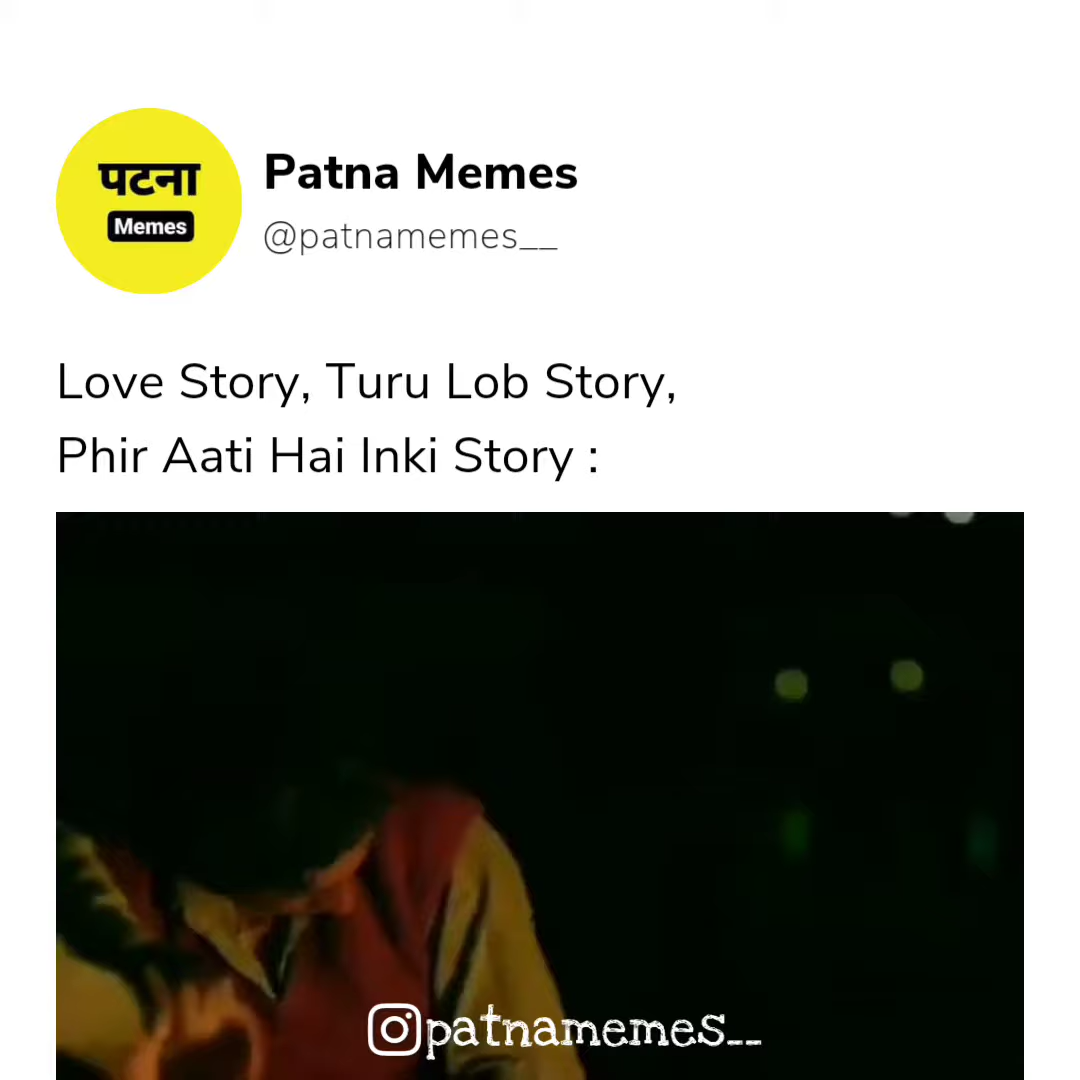 पटना
Memes
Patna Memes
@patnamemes__
Love Story, Turu Lob Story,
Phir Aati Hai Inki Story :
patnamemes__